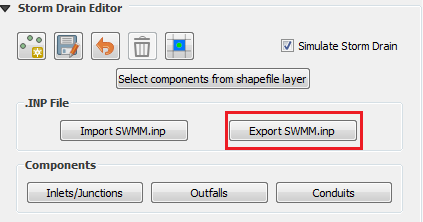 Storm Drain Editor
Simulate Storm Drain
Select components from shapefile layer
.INP File
Import SWMM.inp Export SWMM.inp
Components
Inlets/Junctions Outfalls Conduits